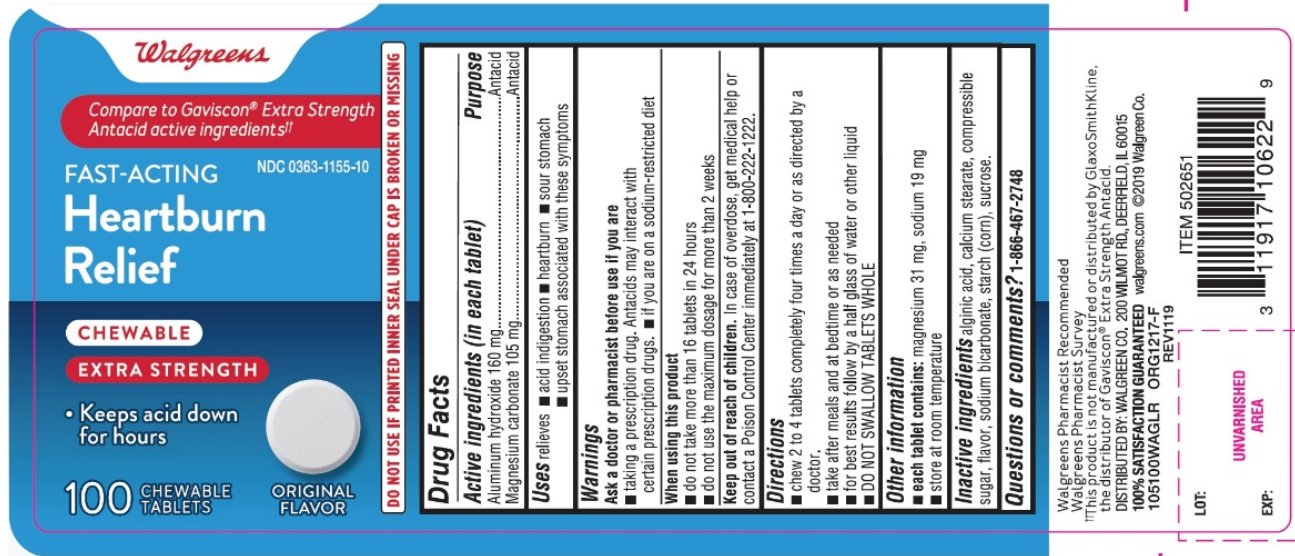 Walgreens
Compare to Gaviscon® Extra Strength
Antacid active ingredients††
FAST-ACTING
NDC 0363-1155-10
Heartburn
Relief
CHEWABLE
EXTRA STRENGTH
• Keeps acid down
for hours
100 CHEWABLE
TABLETS
ORIGINAL
FLAVOR
DO NOT USE IF PRINTED INNER SEAL UNDER CAP IS BROKEN OR MISSING
Drug Facts
Active ingredients (in each tablet) Purpose
Aluminum hydroxide 160 mg..........Antacid
Magnesium carbonate 105 mg..........Antacid
Uses relieves ■ acid indigestion ■ heartburn ■ sour stomach
■ upset stomach associated with these symptoms
Warnings
Ask a doctor or pharmacist before use if you are
■ taking a prescription drug. Antacids may interact with
certain prescription drugs. ■ if you are on a sodium-restricted diet
When using this product
■ do not take more than 16 tablets in 24 hours
■ do not use the maximum dosage for more than 2 weeks
Keep out of reach of children. In case of overdose, get medical help or
contact a Poison Control Center immediately at 1-800-222-1222.
Directions
■ chew 2 to 4 tablets completely four times a day or as directed by a
doctor.
■ take after meals and at bedtime or as needed
■ for best results follow by a half glass of water or other liquid
■ DO NOT SWALLOW TABLETS WHOLE
Other information
■ each tablet contains: magnesium 31 mg, sodium 19 mg
■ store at room temperature
Inactive ingredients alginic acid, calcium stearate, compressible
sugar, flavor, sodium bicarbonate, starch (corn), sucrose.
Questions or comments? 1-866-467-2748
Walgreens Pharmacist Recommended
Walgreens Pharmacist Survey
††This product is not manufactured or distributed by GlaxoSmithKline,
the distributor of Gaviscon® Extra Strength Antacid.
DISTRIBUTED BY: WALGREEN CO, 200 WILMOT RD, DEERFIELD, IL 60015
100% SATISFACTION GUARANTEED walgreens.com ©2019 Walgreen Co.
105100WAGLR ORG1217-F
REV1119
ITEM 502651
3 11917 10622 9
LOT:
EXP:
UNVARNISHED
AREA